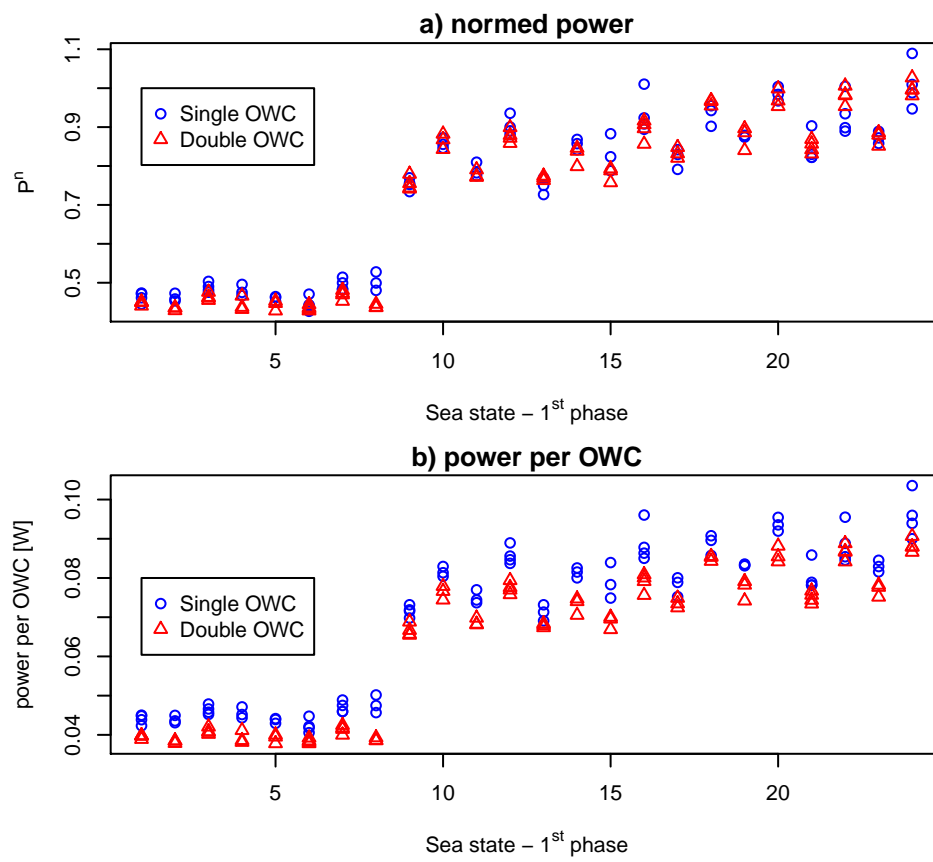 a) normed power
1.1
0.9
0.7
0.5
Pⁿ
Single OWC
Double OWC
5 10 15 20
Sea state – 1ˢᵗ phase
b) power per OWC
0.10
0.08
0.06
0.04
power per OWC [W]
Single OWC
Double OWC
5 10 15 20
Sea state – 1ˢᵗ phase